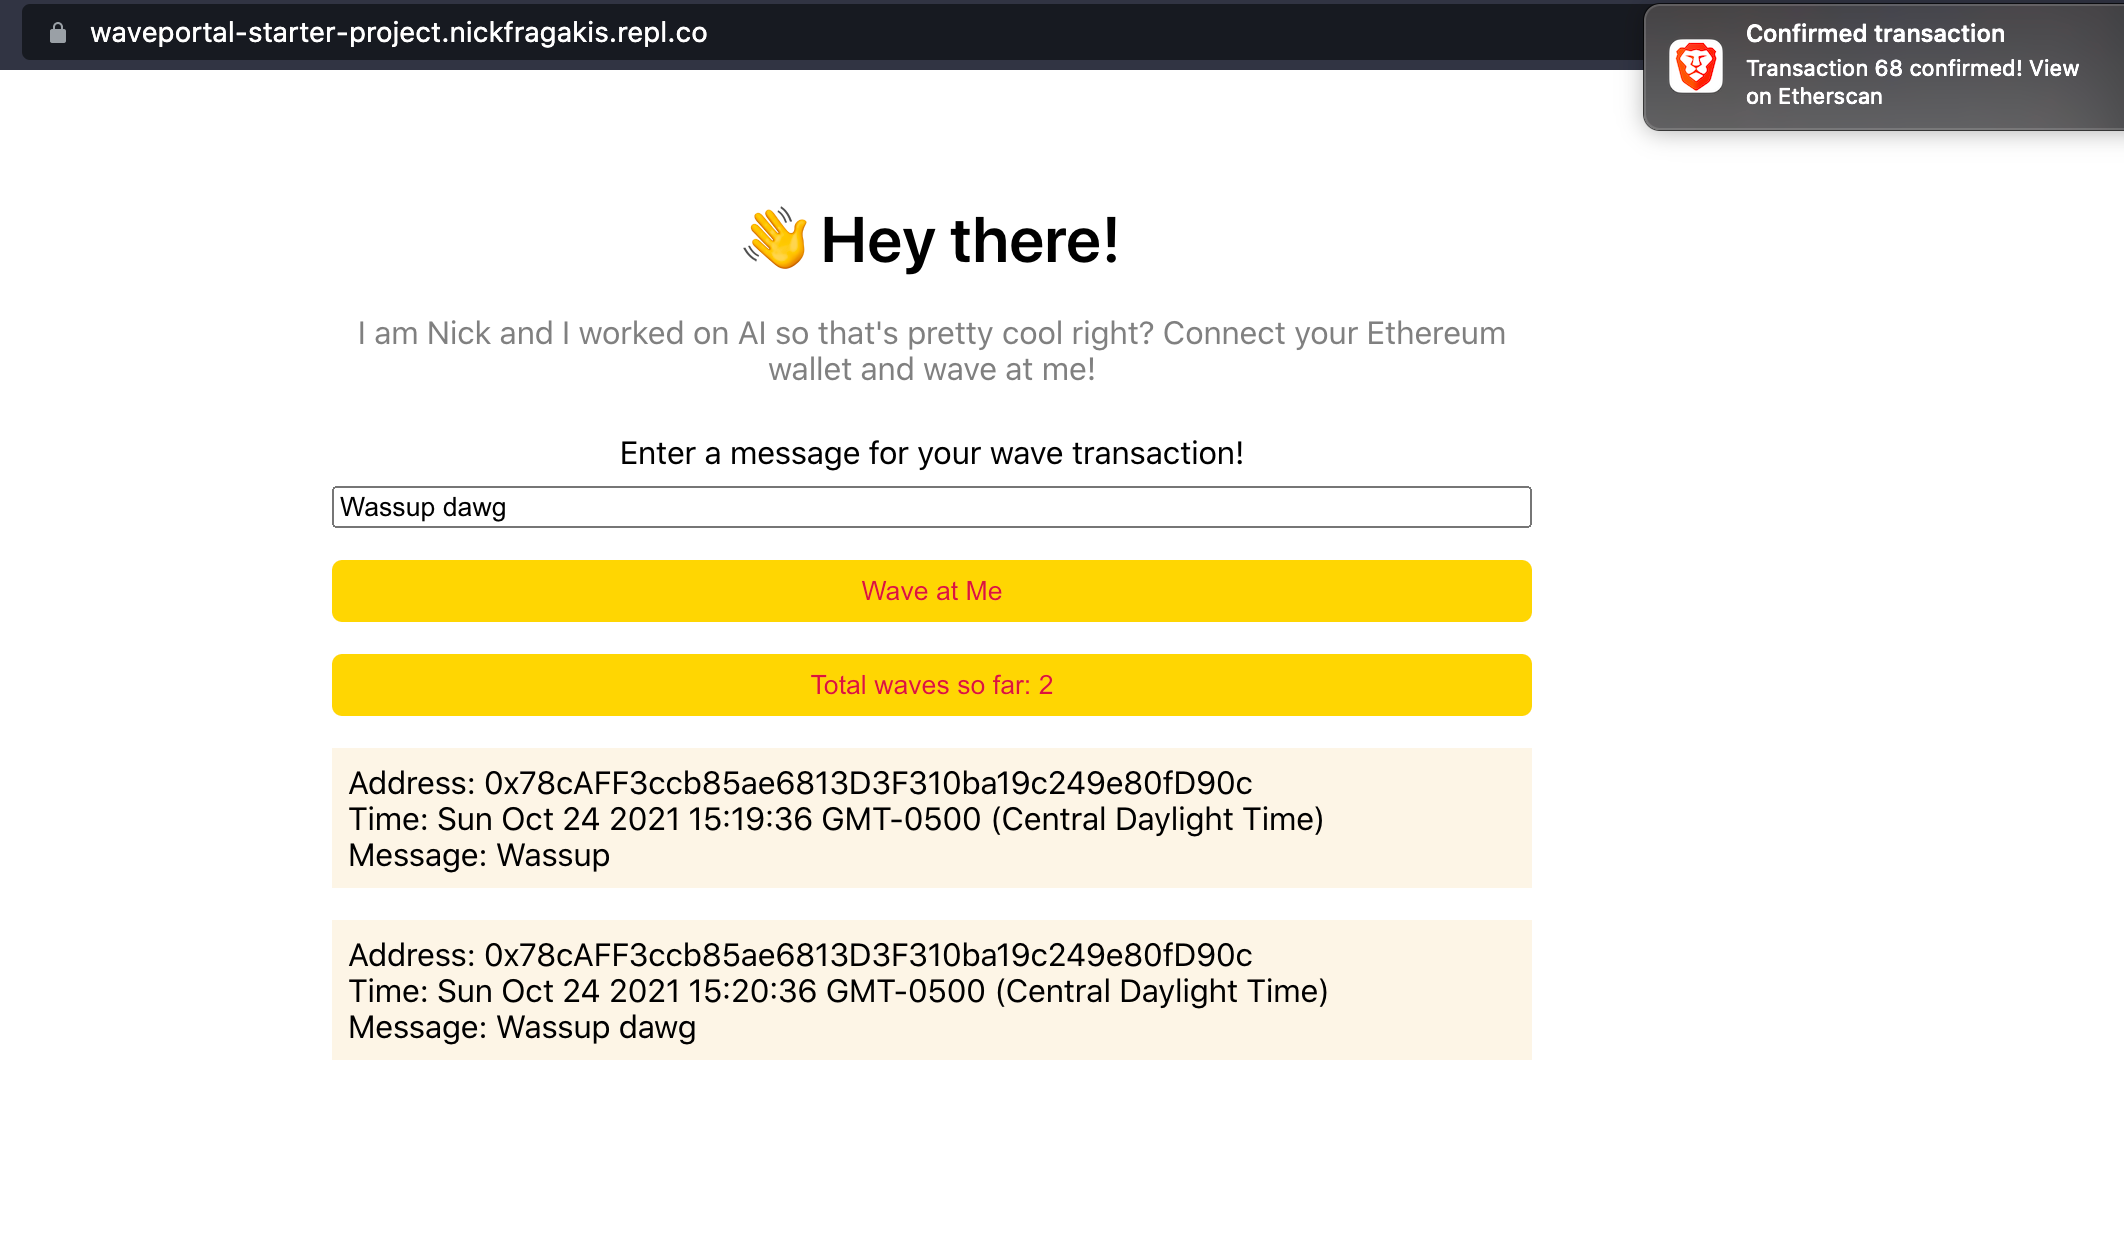 waveportal-starter-project.nickfragakis.repl.co
Confirmed transaction
Transaction 68 confirmed! View
on Etherscan
👋 Hey there!
I am Nick and I worked on AI so that's pretty cool right? Connect your Ethereum
wallet and wave at me!
Enter a message for your wave transaction!
Wassup dawg
Wave at Me
Total waves so far: 2
Address: 0x78cAFF3ccb85ae6813D3F310ba19c249e80fD90c
Time: Sun Oct 24 2021 15:19:36 GMT-0500 (Central Daylight Time)
Message: Wassup
Address: 0x78cAFF3ccb85ae6813D3F310ba19c249e80fD90c
Time: Sun Oct 24 2021 15:20:36 GMT-0500 (Central Daylight Time)
Message: Wassup dawg